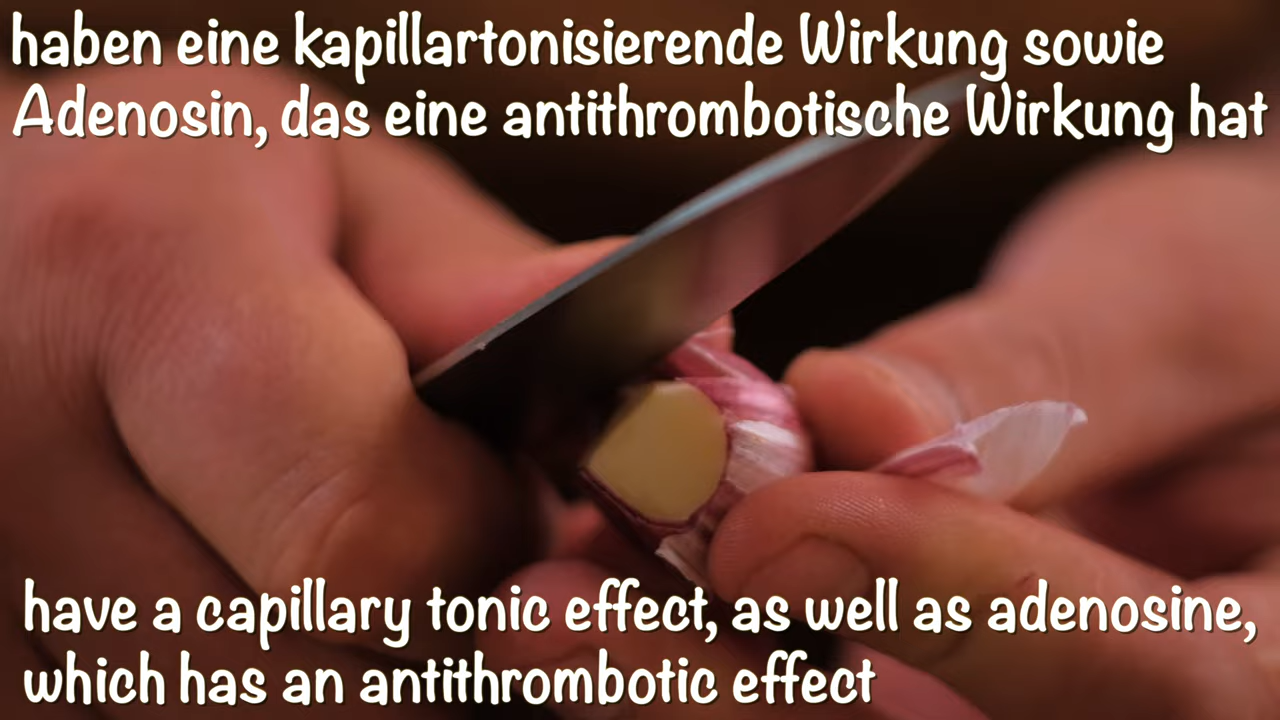 haben eine kapillartonisierende Wirkung sowie
Adenosin, das eine antithrombotische Wirkung hat
have a capillary tonic effect, as well as adenosine,
which has an antithrombotic effect